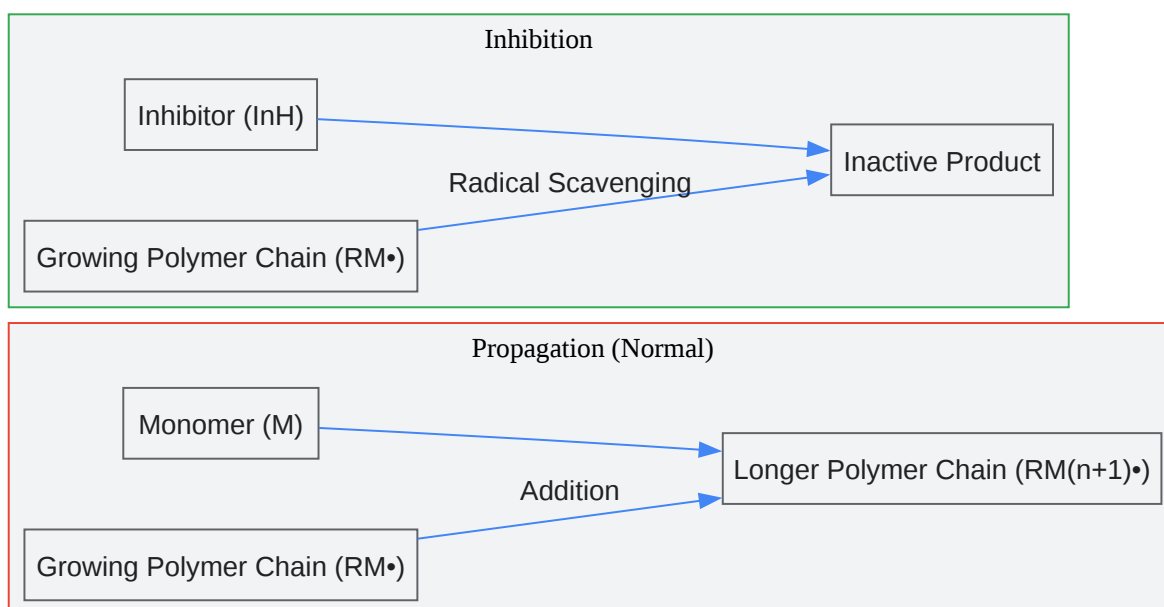 Inhibition
Inhibitor (InH)
Inactive Product
Radical Scavenging
Growing Polymer Chain (RM•)
Propagation (Normal)
Monomer (M)
Longer Polymer Chain (RM(n+1)•)
Addition
Growing Polymer Chain (RM•)